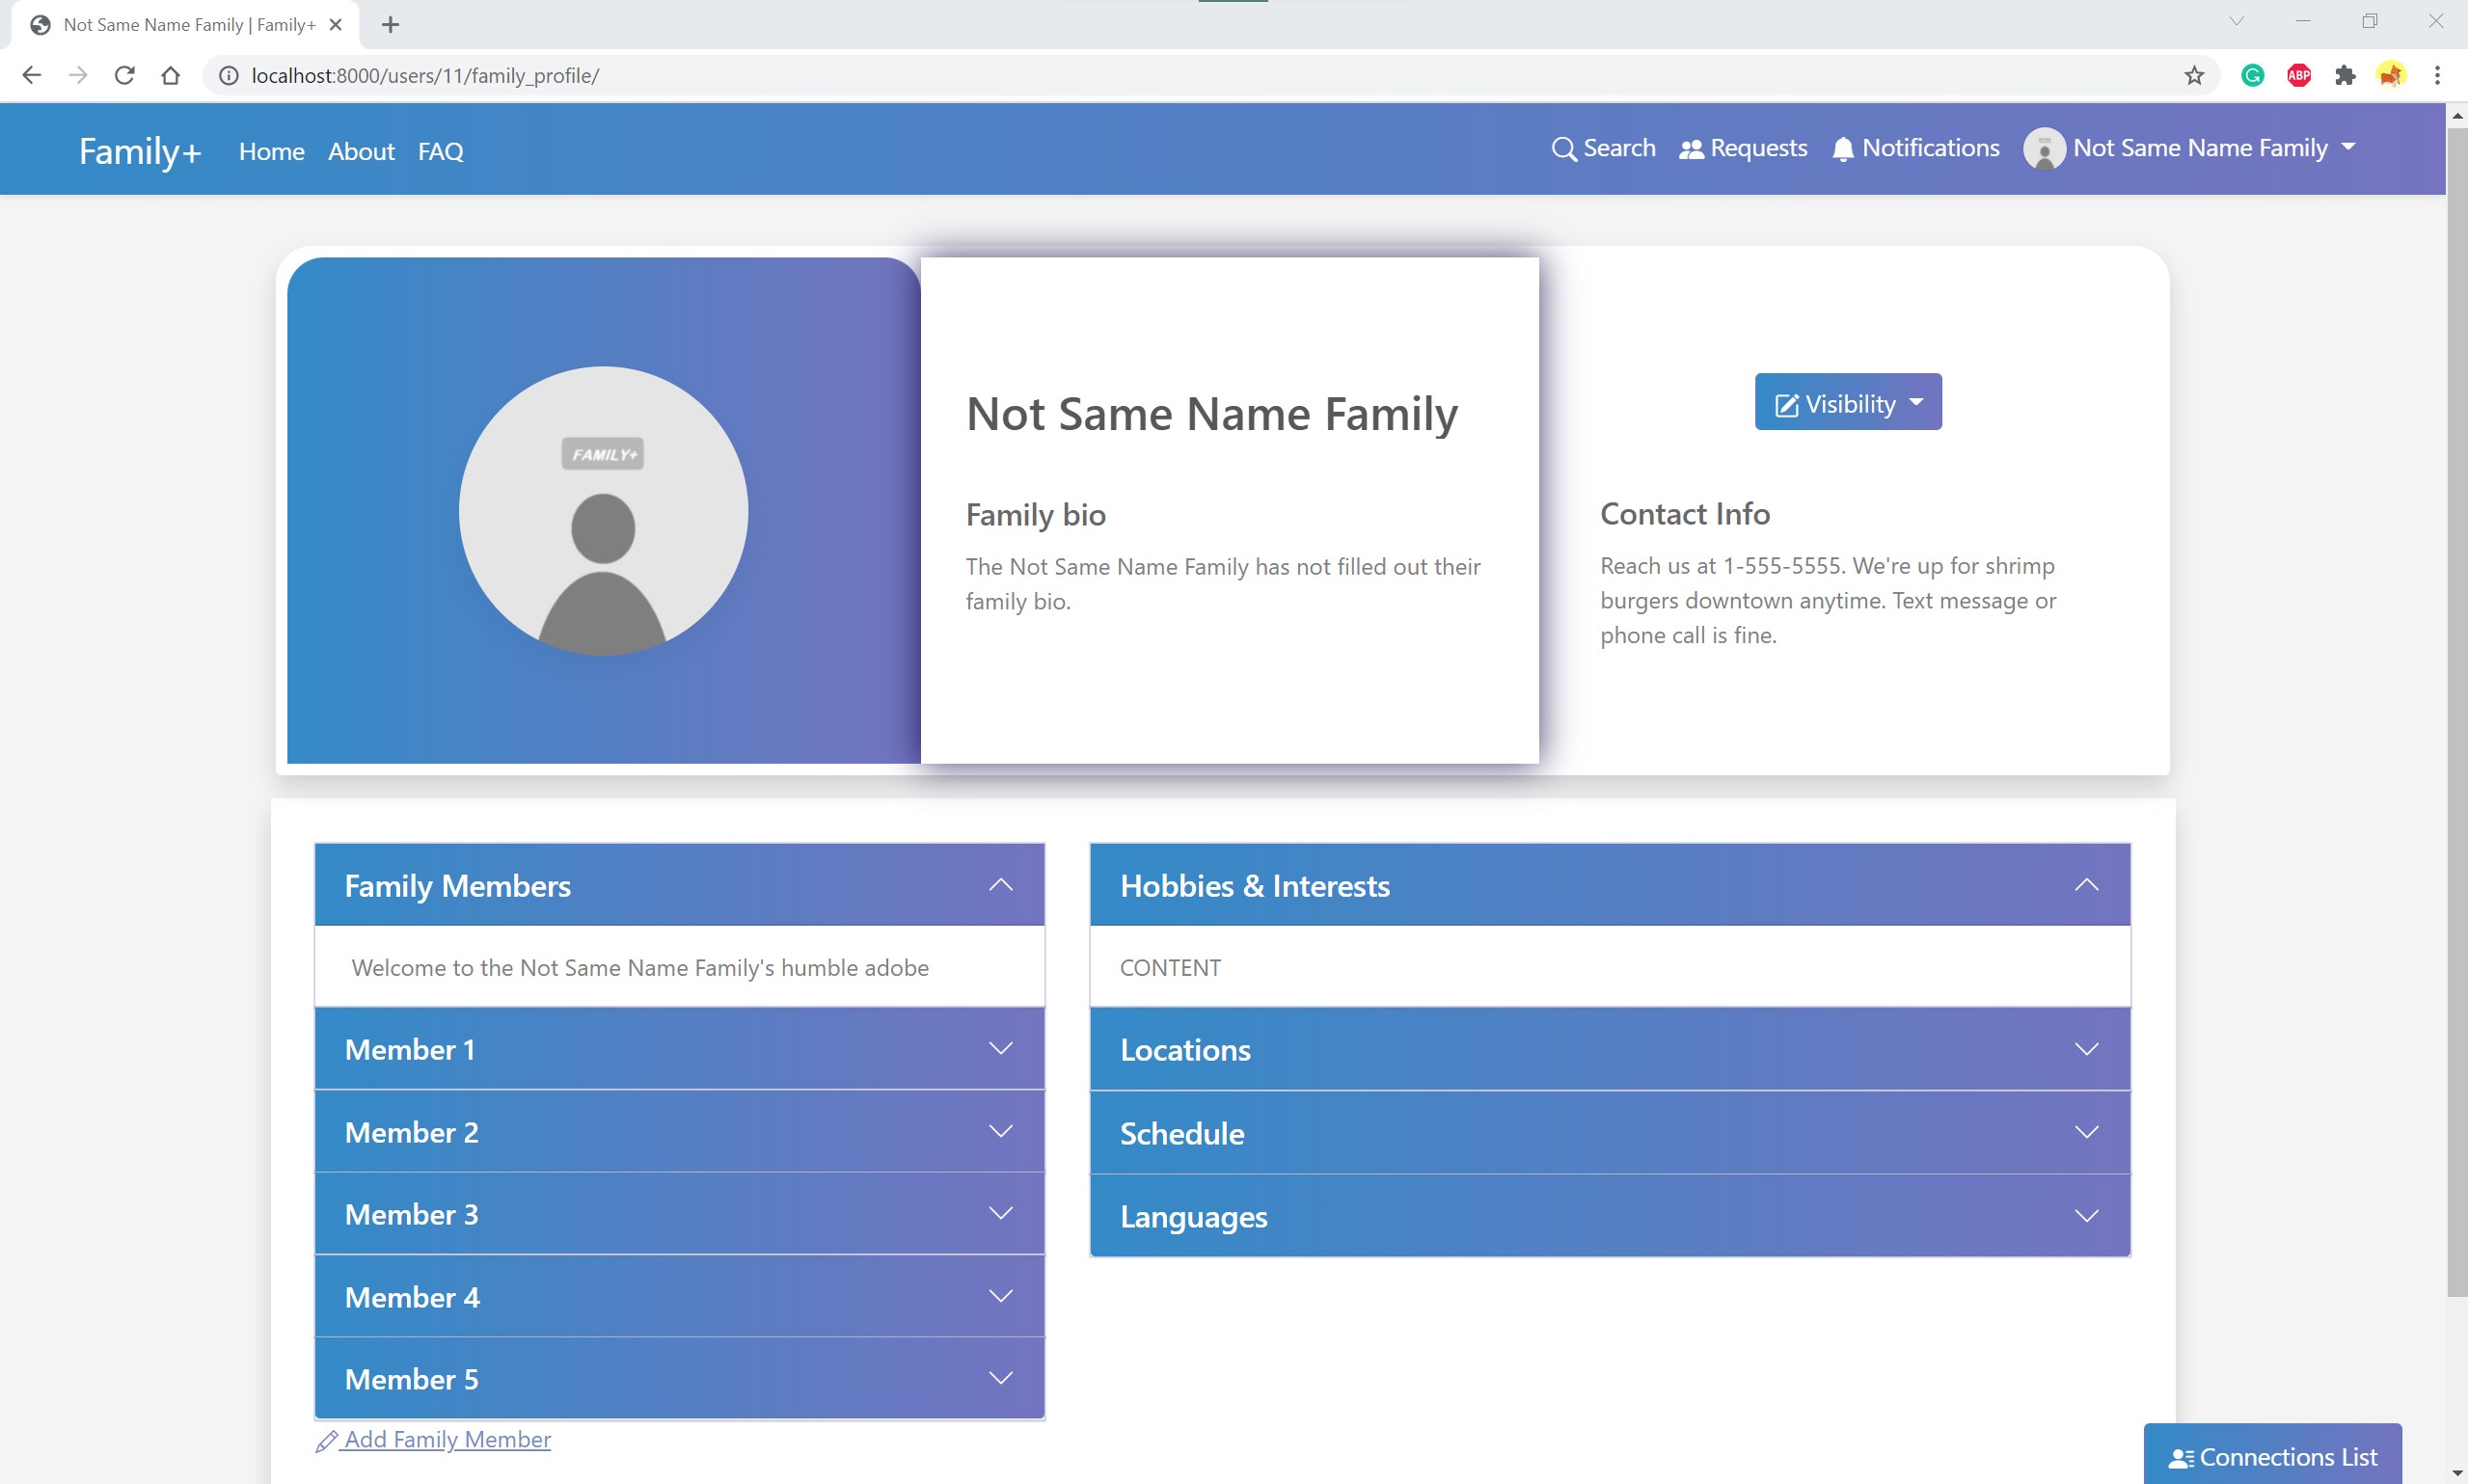 Not Same Name Family | Family+
localhost:8000/users/11/family_profile/
ABP
Family+ Home About FAQ Search Requests Notifications Not Same Name Family
FAMILY+
Not Same Name Family
Family bio
The Not Same Name Family has not filled out their
family bio.
Visibility
Contact Info
Reach us at 1-555-5555. We're up for shrimp
burgers downtown anytime. Text message or
phone call is fine.
Family Members
Welcome to the Not Same Name Family's humble adobe
Member 1
Member 2
Member 3
Member 4
Member 5
Add Family Member
Hobbies & Interests
CONTENT
Locations
Schedule
Languages
Connections List